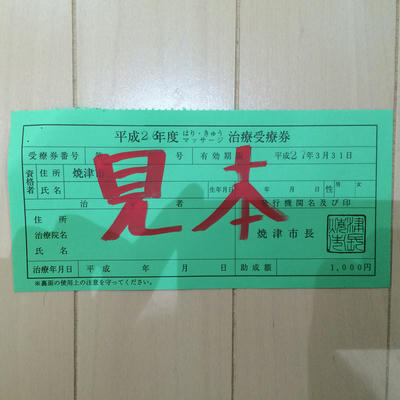 平成26年度 はり・きゅう マッサージ 治療受療券
受療券番号 第 号 有効期限 平成27年3月31日
資格者 住所 焼津市
氏名 生年月日 年 月 日 性 男 女
治 者 発行機関名及び印
住所
治療院名 焼津市長
氏名
治療年月日 平成 年 月 日 助成額 1,000円
※裏面の使用上の注意を守ってください。
見本